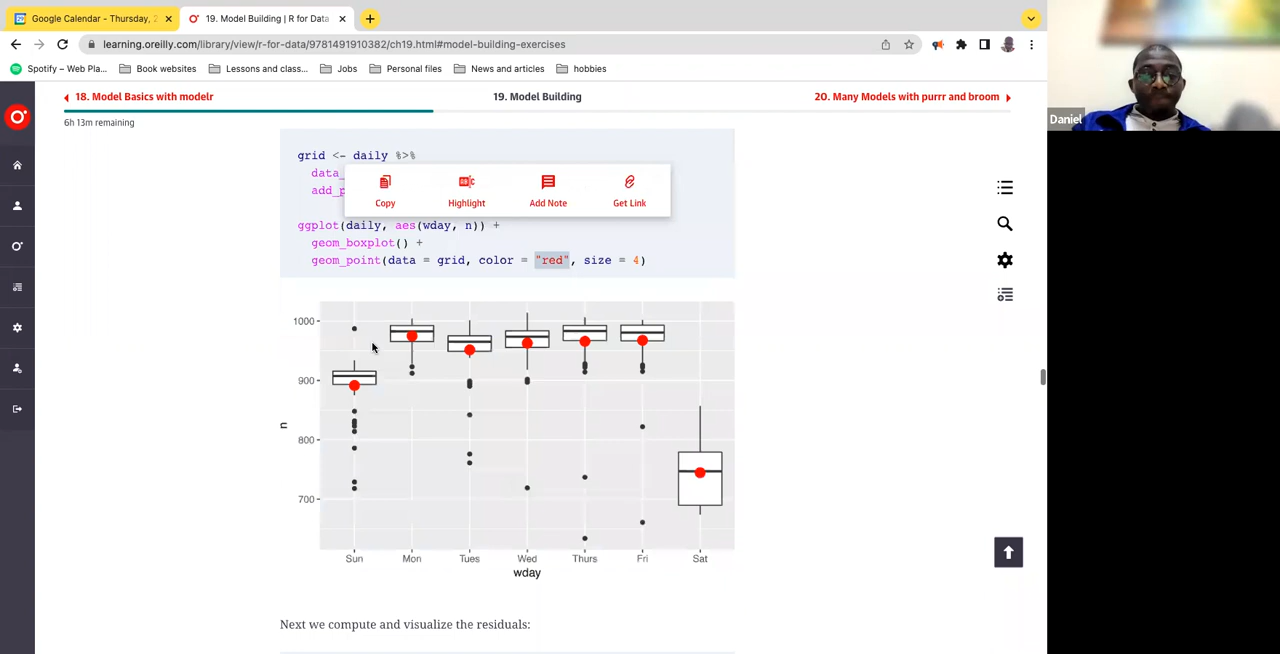 Google Calendar - Thursday, 2
19. Model Building | R for Data
learning.oreilly.com/library/view/r-for-data/9781491910382/ch19.html#model-building-exercises
Spotify – Web Pla...
Book websites
Lessons and class...
Jobs
Personal files
News and articles
hobbies
18. Model Basics with modelr
19. Model Building
20. Many Models with purrr and broom
6h 13m remaining
Daniel
grid <- daily %>%
data_
add_p
Copy
Highlight
Add Note
Get Link
ggplot(daily, aes(wday, n)) +
geom_boxplot() +
geom_point(data = grid, color = "red", size = 4)
1000
900
800
700
n
Sun
Mon
Tues
Wed
Thurs
Fri
Sat
wday
Next we compute and visualize the residuals: